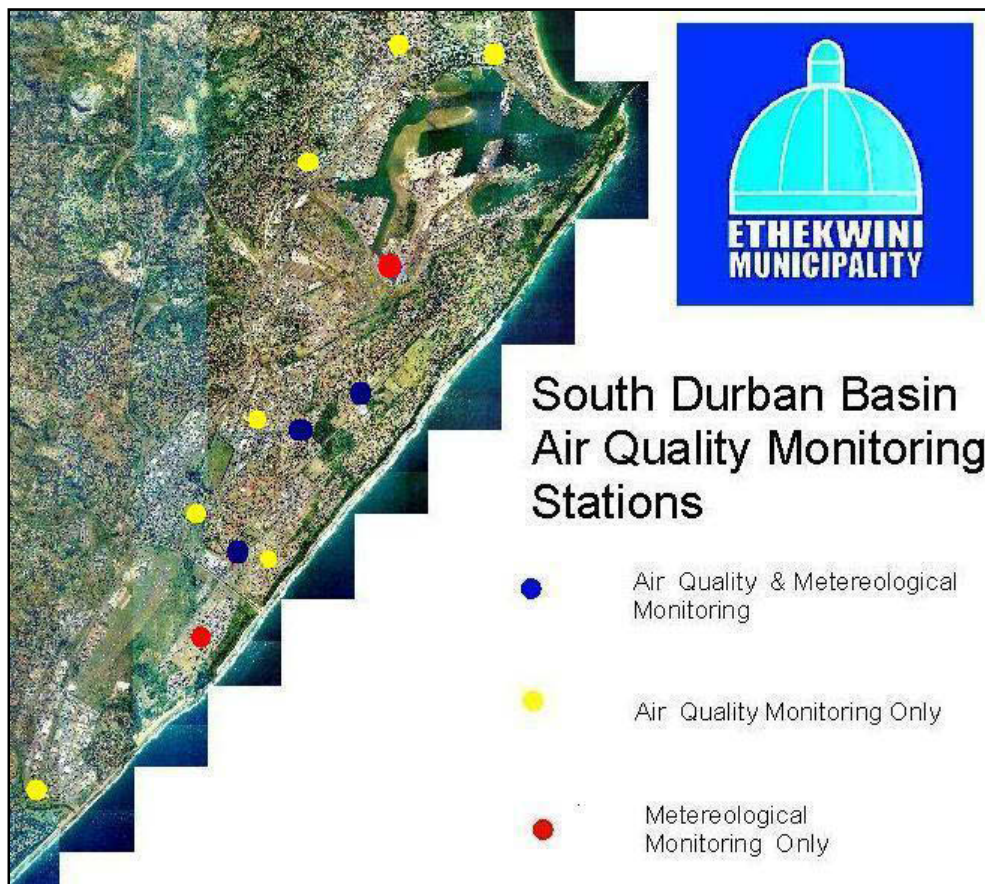 ETHEKWINI
MUNICIPALITY
South Durban Basin
Air Quality Monitoring
Stations
Air Quality & Metereological
Monitoring
Air Quality Monitoring Only
Metereological
Monitoring Only